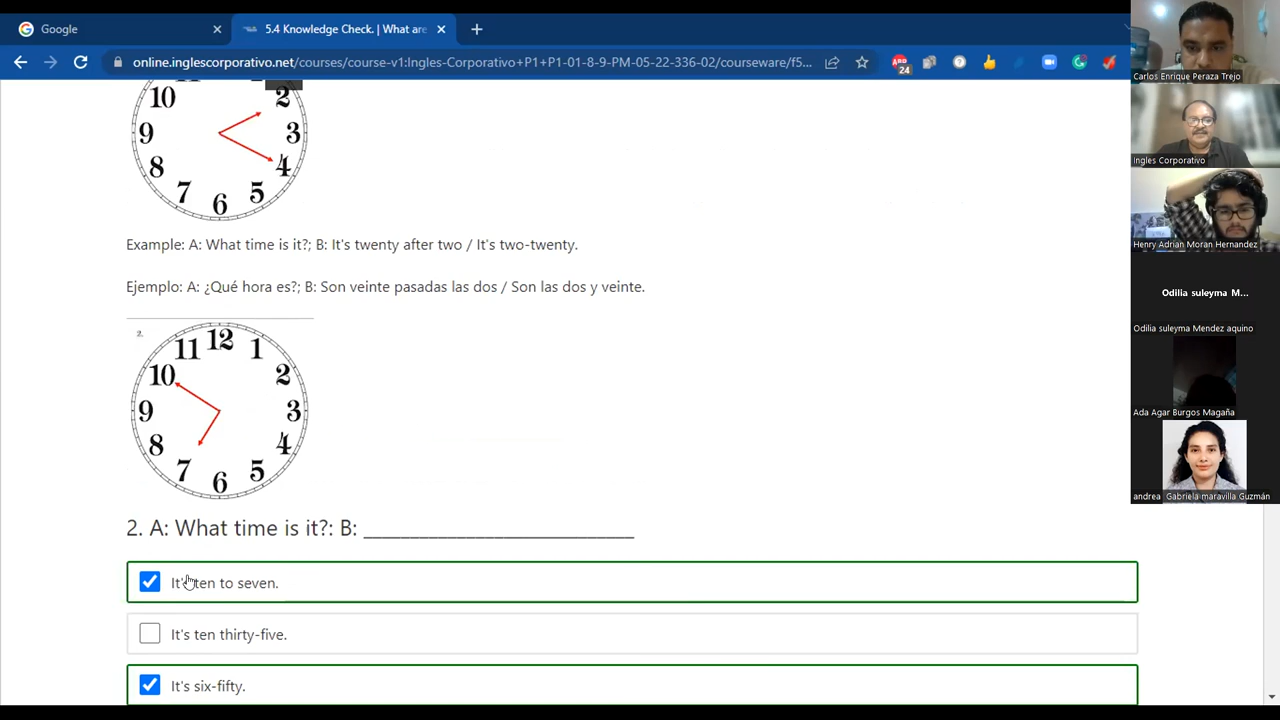 Google
5.4 Knowledge Check. | What are
online.inglescorporativo.net/courses/course-v1:Ingles-Corporativo+P1+P1-01-8-9-PM-05-22-336-02/courseware/f5...
24
Carlos Enrique Peraza Trejo
Ingles Corporativo
Henry Adrian Moran Hernandez
Odilia suleyma M...
Odilia suleyma Mendez aquino
Ada Agar Burgos Magaña
andrea Gabriela maravilla Guzmán
10 2
9 3
8 4
7 6 5
Example: A: What time is it?; B: It's twenty after two / It's two-twenty.
Ejemplo: A: ¿Qué hora es?; B: Son veinte pasadas las dos / Son las dos y veinte.
2.
11 12 1
10 2
9 3
8 4
7 6 5
2. A: What time is it?: B: ___________________________
It's ten to seven.
It's ten thirty-five.
It's six-fifty.